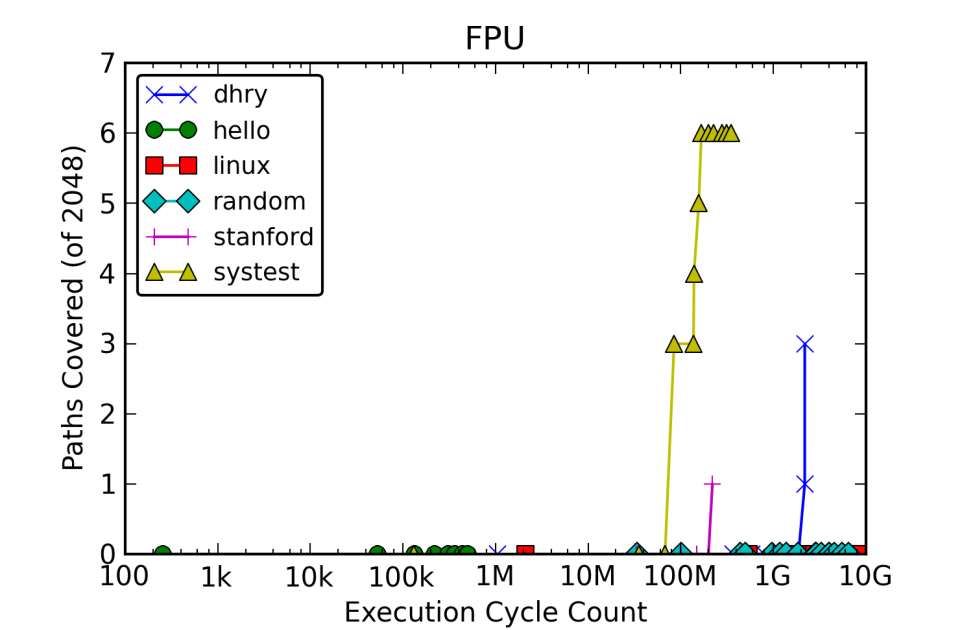 FPU
7
6
5
4
3
2
1
0
dhry
hello
linux
random
stanford
systest
Paths Covered (of 2048)
100 1k 10k 100k 1M 10M 100M 1G 10G
Execution Cycle Count